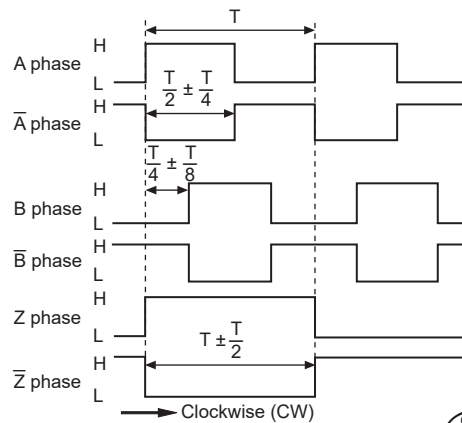 T
H
A phase
L
T/2 ± T/4
H
A̅ phase
L
T/4 ± T/8
H
B phase
L
H
B̅ phase
L
H
Z phase
L
T ± T/2
H
Z̅ phase
L
Clockwise (CW)